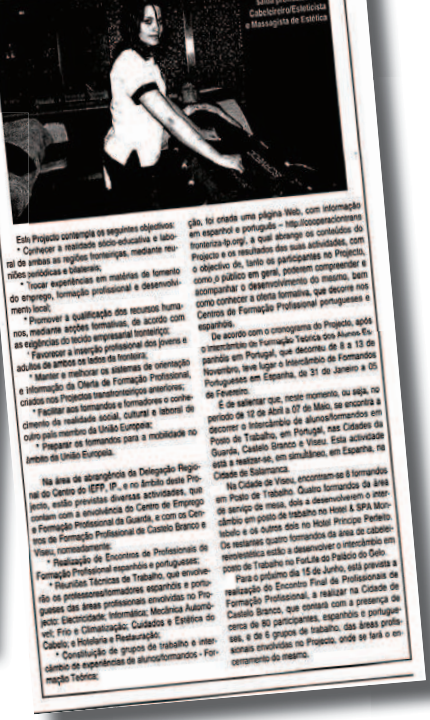 Cabeleireiro/Esteticista
e Massagista de Estética
Este Projecto contempla os seguintes objectivos:
* Conhecer a realidade sócio-educativa e labo-
ral de ambas as regiões fronteiriças, mediante reu-
niões periódicas e bilaterais;
* Trocar experiências em matérias de fomento
do emprego, formação profissional e desenvolvi-
mento local;
* Promover a qualificação dos recursos huma-
nos, mediante acções formativas, de acordo com
as exigências do tecido empresarial fronteiriço;
* Favorecer a inserção profissional dos jovens e
adultos de ambos os lados da fronteira;
* Manter e melhorar os sistemas de orientação
e informação da Oferta de Formação Profissional,
criados nos Projectos transfronteiriços anteriores;
* Facilitar aos formandos e formadores o conhe-
cimento da realidade social, cultural e laboral de
outro país membro da União Europeia;
* Preparar os formandos para a mobilidade no
âmbito da União Europeia.
Na área de abrangência da Delegação Regio-
nal do Centro do IEFP, IP., e no âmbito deste Pro-
jecto, estão previstas diversas actividades, que
contam com a envolvência do Centro de Emprego
e Formação Profissional da Guarda, e com os Cen-
tros de Formação Profissional de Castelo Branco e
Viseu, nomeadamente:
* Realização de Encontros de Profissionais de
Formação Profissional espanhóis e portugueses;
* Reuniões Técnicas de Trabalho, que envolve-
rão os professores/formadores espanhóis e portu-
gueses das áreas profissionais envolvidas no Pro-
jecto: Electricidade; Informática; Mecânica Automó-
vel; Frio e Climatização; Cuidados e Estética do
Cabelo; e Hotelaria e Restauração;
* Constituição de grupos de trabalho e inter-
câmbio de experiências de alunos/formandos - For-
mação Teórica;
ção, foi criada uma página Web, com informação
em espanhol e português – http://cooperaciontrans
fronteriza-fp.org/, a qual abrange os conteúdos do
Projecto e os resultados das suas actividades, com
o objectivo de, tanto os participantes no Projecto,
como o público em geral, poderem compreender e
acompanhar o desenvolvimento do mesmo, bem
como conhecer a oferta formativa, que decorre nos
Centros de Formação Profissional portugueses e
espanhóis.
De acordo com o cronograma do Projecto, após
o Intercâmbio de Formação Teórica dos Alunos Es-
panhóis em Portugal, que decorreu de 8 a 13 de
Novembro, teve lugar o Intercâmbio de Formandos
Portugueses em Espanha, de 31 de Janeiro a 05
de Fevereiro.
É de salientar que, neste momento, ou seja, no
período de 12 de Abril a 07 de Maio, se encontra a
decorrer o Intercâmbio de alunos/formandos em
Posto de Trabalho, em Portugal, nas Cidades da
Guarda, Castelo Branco e Viseu. Esta actividade
está a realizar-se, em simultâneo, em Espanha, na
Cidade de Salamanca.
Na Cidade de Viseu, encontram-se 8 formandos
em Posto de Trabalho. Quatro formandos da área
de serviço de mesa, dois a desenvolverem o inter-
câmbio em posto de trabalho no Hotel & SPA Mon-
tebelo e os outros dois no Hotel Príncipe Perfeito
Os restantes quatro formandos da área de cabelei-
reiro/estética estão a desenvolver o intercâmbio em
posto de Trabalho no ForLife do Palácio do Gelo.
Para o próximo dia 15 de Junho, está prevista a
realização do Encontro Final de Profissionais de
Formação Profissional, a realizar na Cidade de
Castelo Branco, que contará com a presença de
cerca de 80 participantes, espanhóis e portugue-
ses, e de 6 grupos de trabalho, das áreas profis-
sionais envolvidas no Projecto, onde se fará o en-
cerramento do mesmo.